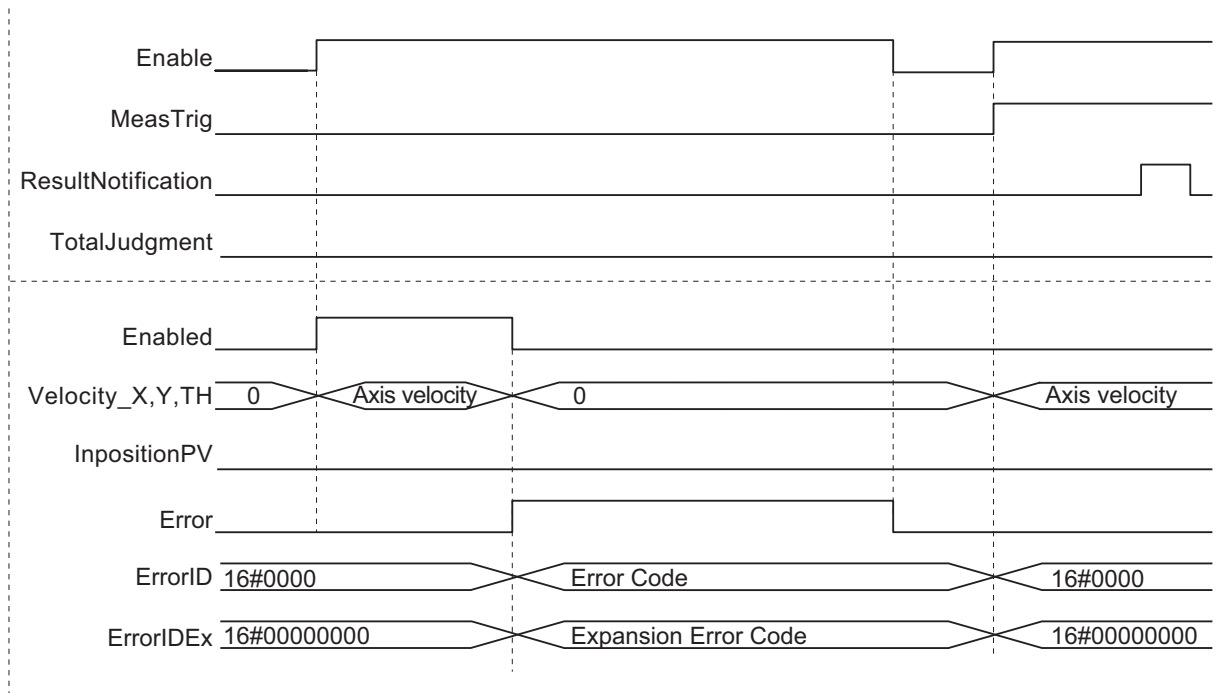 Enable
MeasTrig
ResultNotification
TotalJudgment
Enabled
Velocity_X,Y,TH 0 Axis velocity 0 Axis velocity
InpositionPV
Error
ErrorID 16#0000 Error Code 16#0000
ErrorIDEx 16#00000000 Expansion Error Code 16#00000000